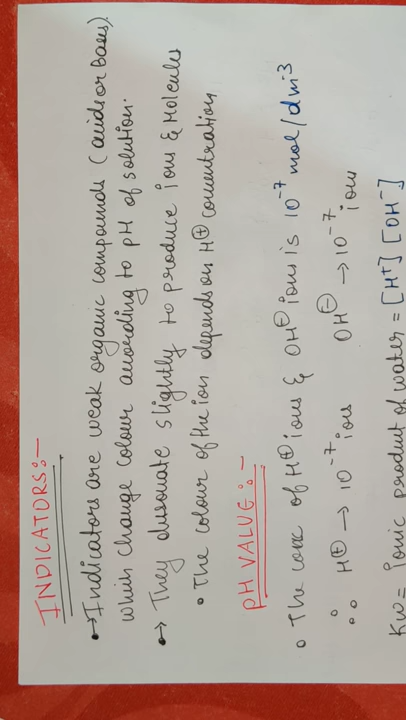 INDICATORS:-
→ Indicators are weak organic compounds (acids or bases)
which change colour according to pH of solution.
→ They dissociate slightly to produce ions & Molecules
• The colour of the ion depends on H⊕ concentration
PH VALUE:-
• The conc of H⊕ ions & OH⊖ ions is 10⁻⁷ mol/dm⁻³
∴ H⊕ → 10⁻⁷ ions OH⊖ → 10⁻⁷ ions
Kw = Ionic product of water = [H⁺] [OH⁻]